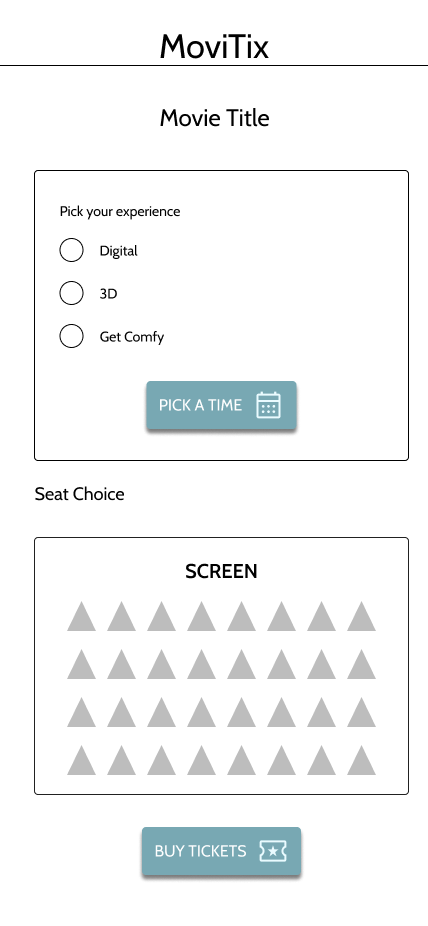 MoviTix
Movie Title
Pick your experience
Digital
3D
Get Comfy
PICK A TIME
Seat Choice
SCREEN
BUY TICKETS